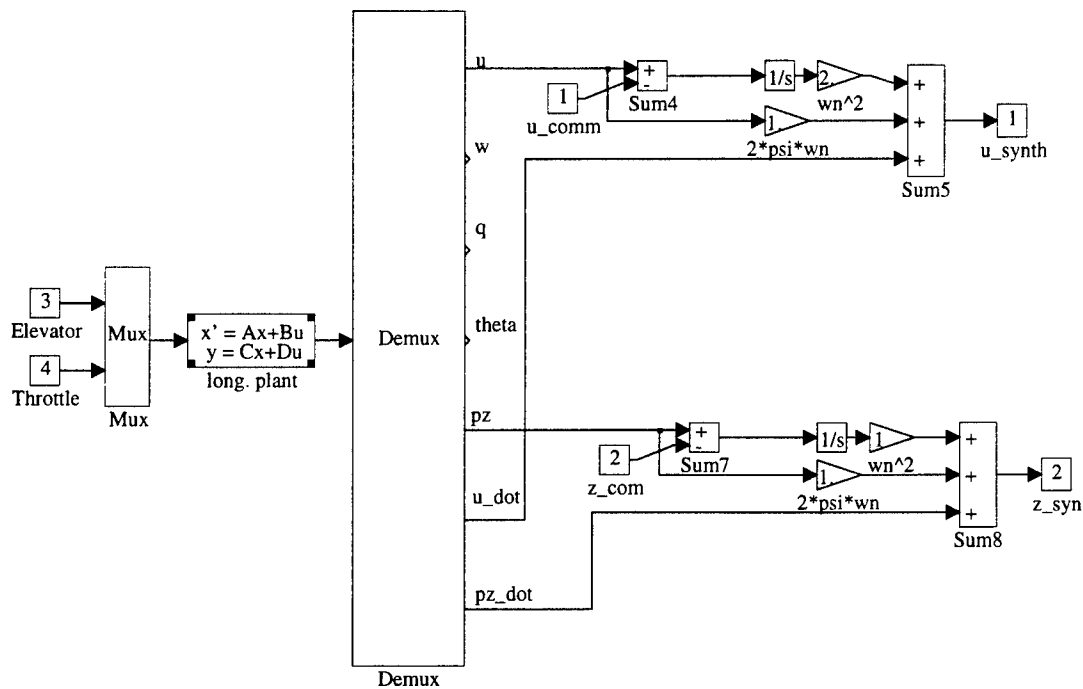 u
+
-
Sum4
1
u_comm
1/s
2.
wn^2
1.
2*psi*wn
+
+
+
Sum5
1
u_synth
w
q
theta
3
Elevator
4
Throttle
Mux
Mux
x' = Ax+Bu
y = Cx+Du
long. plant
Demux
pz
+
-
Sum7
2
z_com
1/s
1
wn^2
1.
2*psi*wn
+
+
+
Sum8
2
z_syn
u_dot
pz_dot
Demux